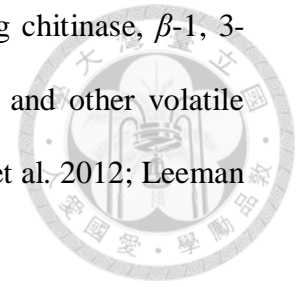 g chitinase, β-1, 3-
and other volatile
et al. 2012; Leeman